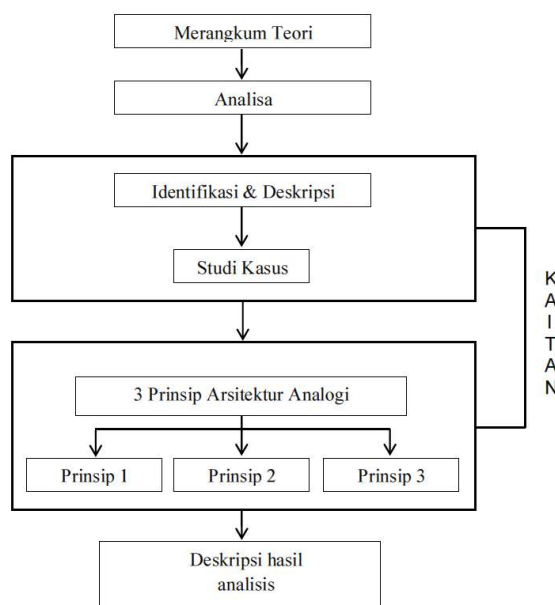 Merangkum Teori
Analisa
Identifikasi & Deskripsi
Studi Kasus
KAITAN
3 Prinsip Arsitektur Analogi
Prinsip 1
Prinsip 2
Prinsip 3
Deskripsi hasil
analisis